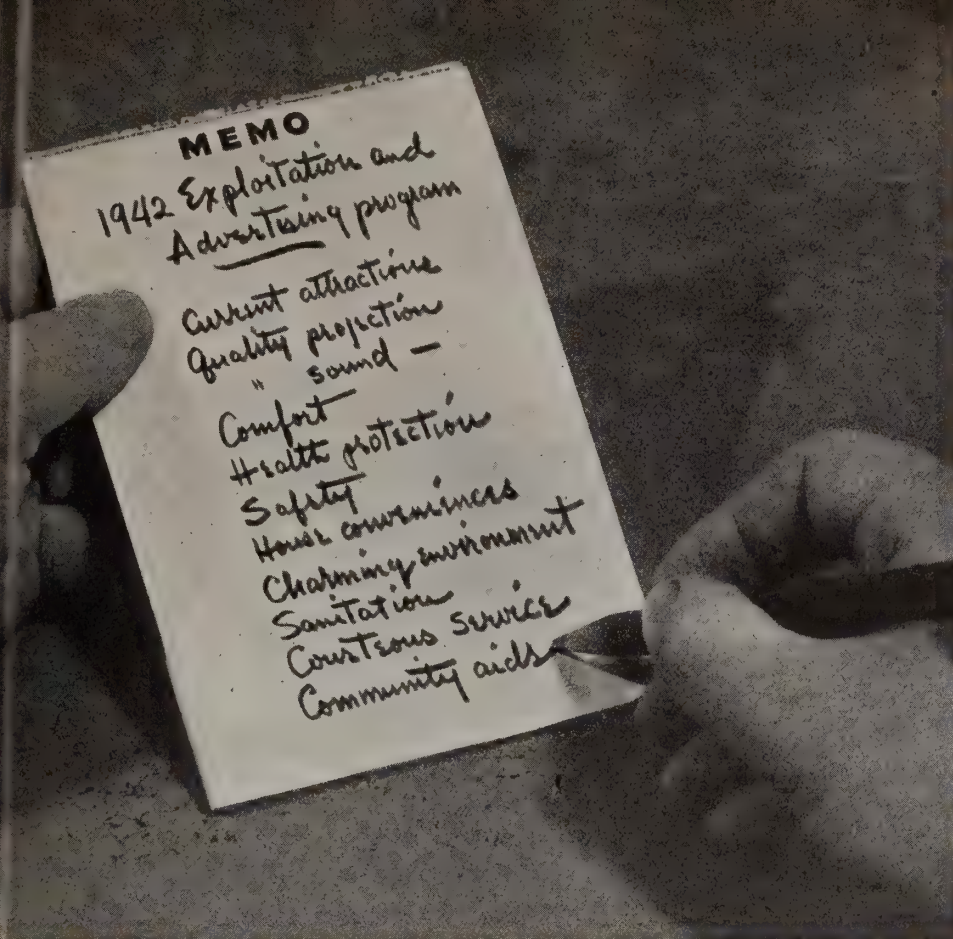 MEMO
1942 Exploitation and
Advertising program
Current attractions
Quality projection
" sound —
Comfort
Health protection
Safety
House conveniences
Charming environment
Sanitation
Courteous service
Community aids